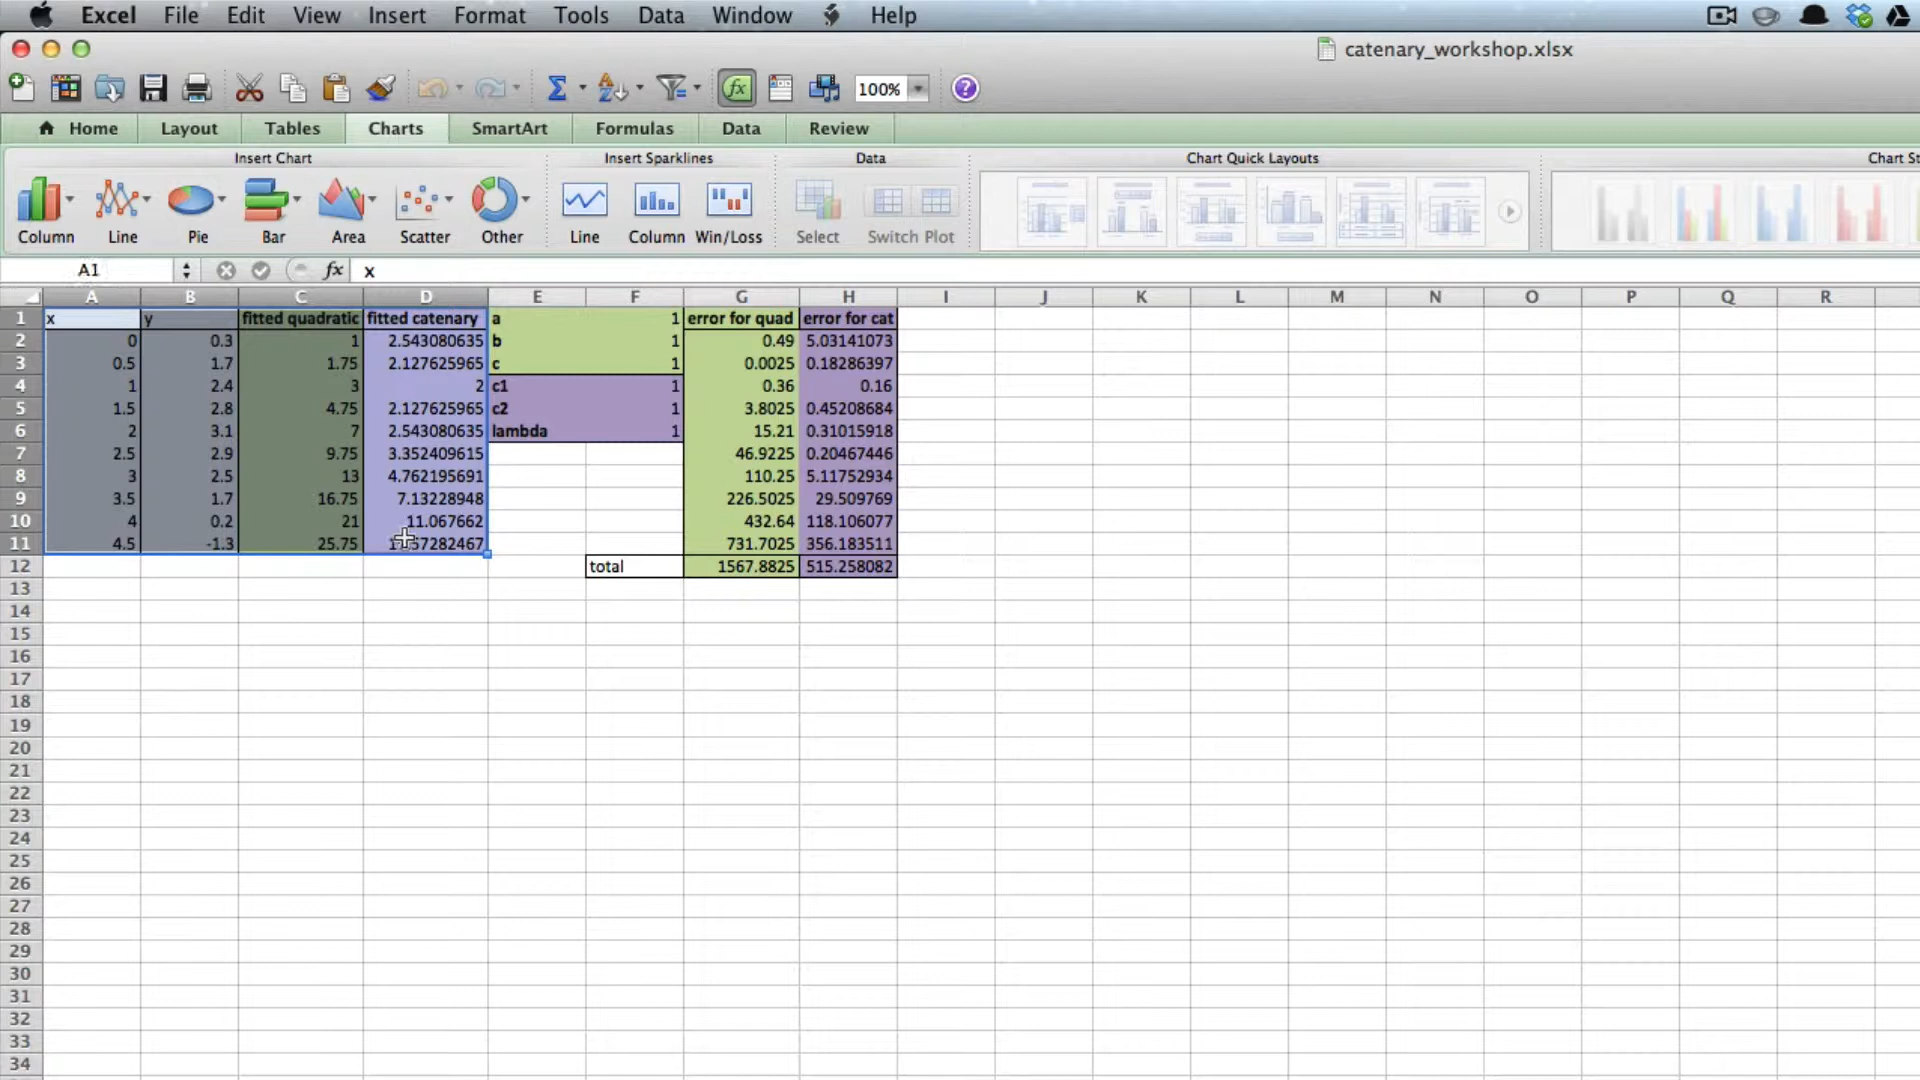 Excel File Edit View Insert Format Tools Data Window Help
catenary_workshop.xlsx
100%
Home Layout Tables Charts SmartArt Formulas Data Review
Insert Chart Insert Sparklines Data Chart Quick Layouts Chart St
Column Line Pie Bar Area Scatter Other Line Column Win/Loss Select Switch Plot
A1 fx x
A B C D E F G H I J K L M N O P Q R
1 x y fitted quadratic fitted catenary a 1 error for quad error for cat
2 0 0.3 1 2.543080635 b 1 0.49 5.03141073
3 0.5 1.7 1.75 2.127625965 c 1 0.0025 0.18286397
4 1 2.4 3 2 c1 1 0.36 0.16
5 1.5 2.8 4.75 2.127625965 c2 1 3.8025 0.45208684
6 2 3.1 7 2.543080635 lambda 1 15.21 0.31015918
7 2.5 2.9 9.75 3.352409615 46.9225 0.20467446
8 3 2.5 13 4.762195691 110.25 5.11752934
9 3.5 1.7 16.75 7.13228948 226.5025 29.509769
10 4 0.2 21 11.067662 432.64 118.106077
11 4.5 -1.3 25.75 731.7025 356.183511
12 total 1567.8825 515.258082
13
14
15
16
17
18
19
20
21
22
23
24
25
26
27
28
29
30
31
32
33
34